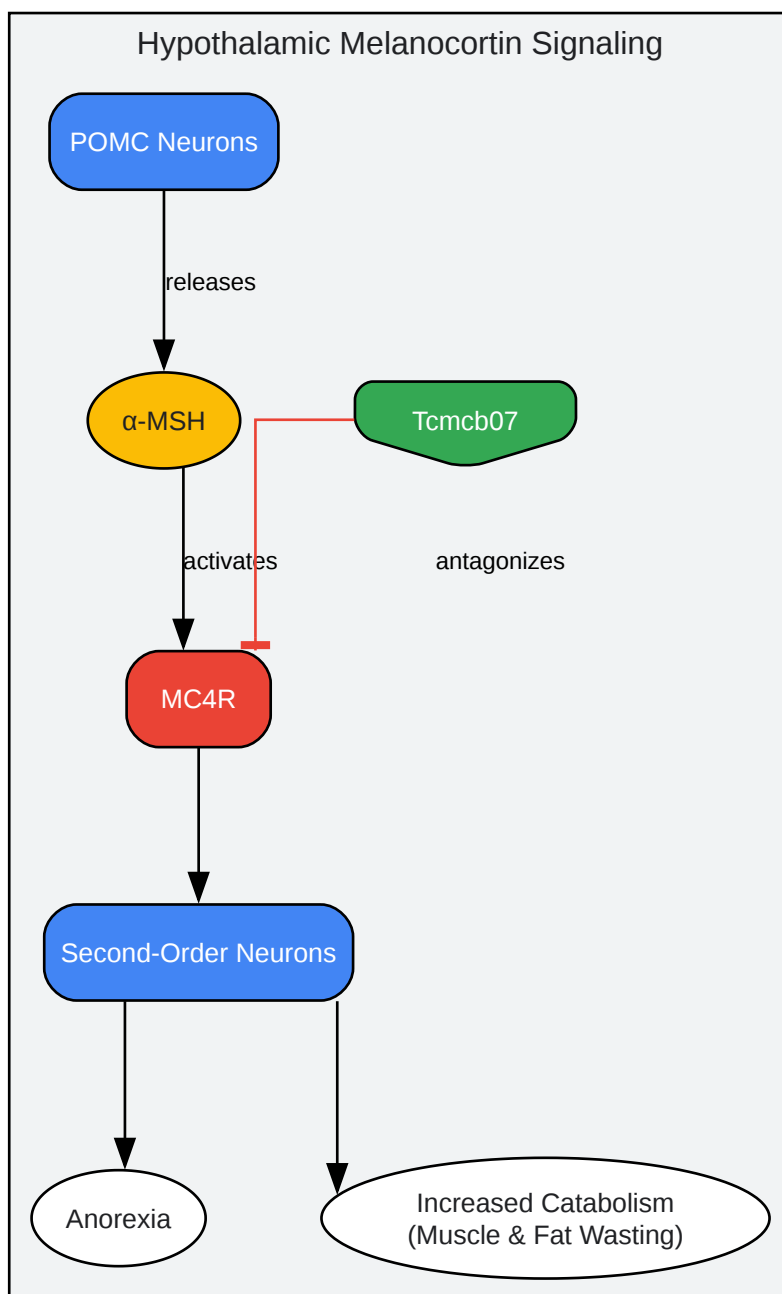 Hypothalamic Melanocortin Signaling
POMC Neurons
releases
α-MSH
Tcmcb07
activates
antagonizes
MC4R
Second-Order Neurons
Anorexia
Increased Catabolism
(Muscle & Fat Wasting)